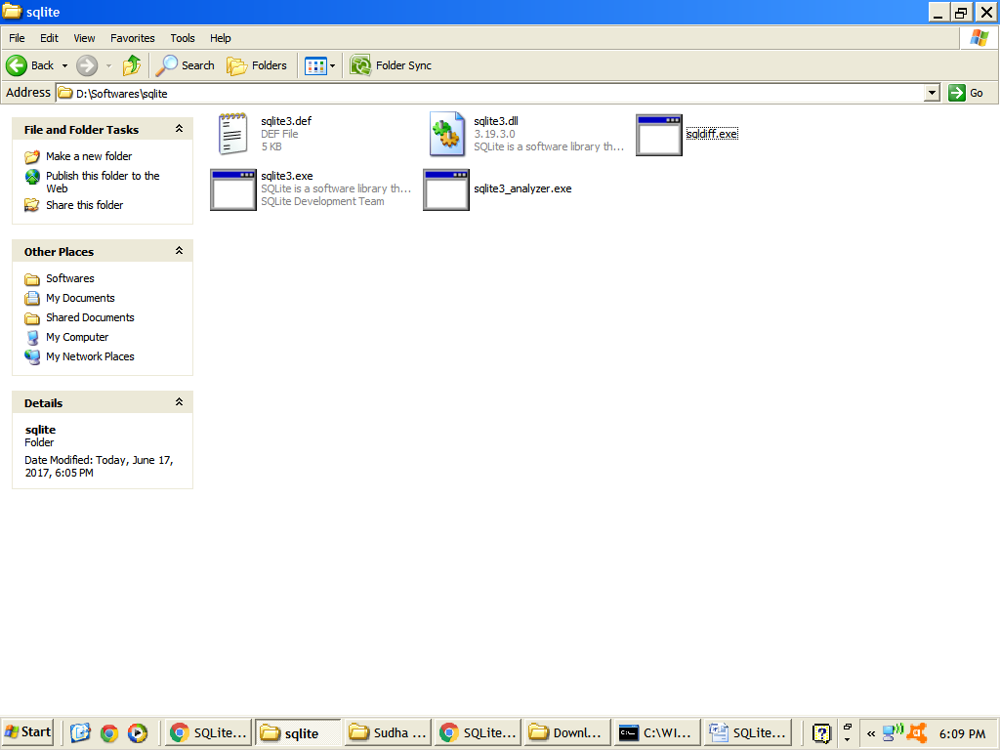 sqlite
File Edit View Favorites Tools Help
Back Search Folders Folder Sync
Address D:\Softwares\sqlite Go
File and Folder Tasks
Make a new folder
Publish this folder to the
Web
Share this folder
Other Places
Softwares
My Documents
Shared Documents
My Computer
My Network Places
Details
sqlite
Folder
Date Modified: Today, June 17,
2017, 6:05 PM
sqlite3.def
DEF File
5 KB
sqlite3.dll
3.19.3.0
SQLite is a software library th...
sqldiff.exe
sqlite3.exe
SQLite is a software library th...
SQLite Development Team
sqlite3_analyzer.exe
Start SQLite... sqlite Sudha ... SQLite... Downl... C:\WI... SQLite... 6:09 PM